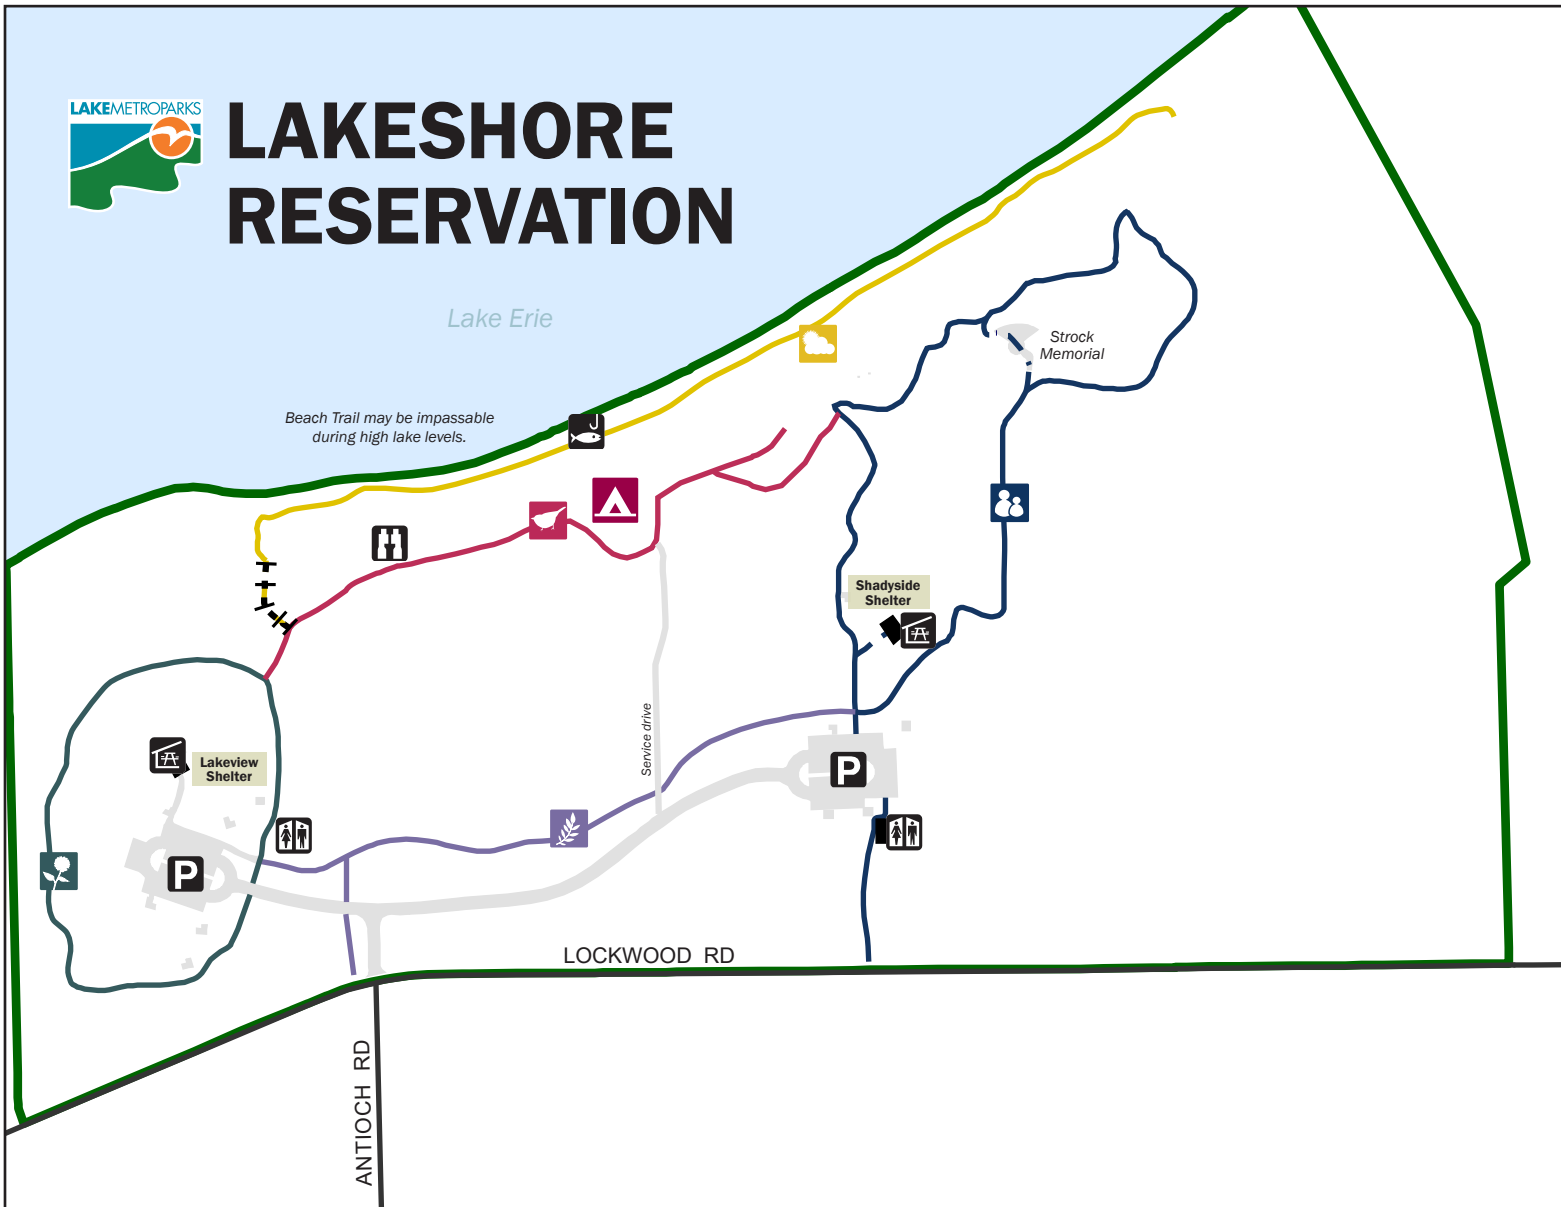 LAKEMETROPARKS
LAKESHORE
RESERVATION
Lake Erie
Beach Trail may be impassable
during high lake levels.
Strock
Memorial
Shadyside
Shelter
Service drive
Lakeview
Shelter
P
P
LOCKWOOD RD
ANTIOCH RD